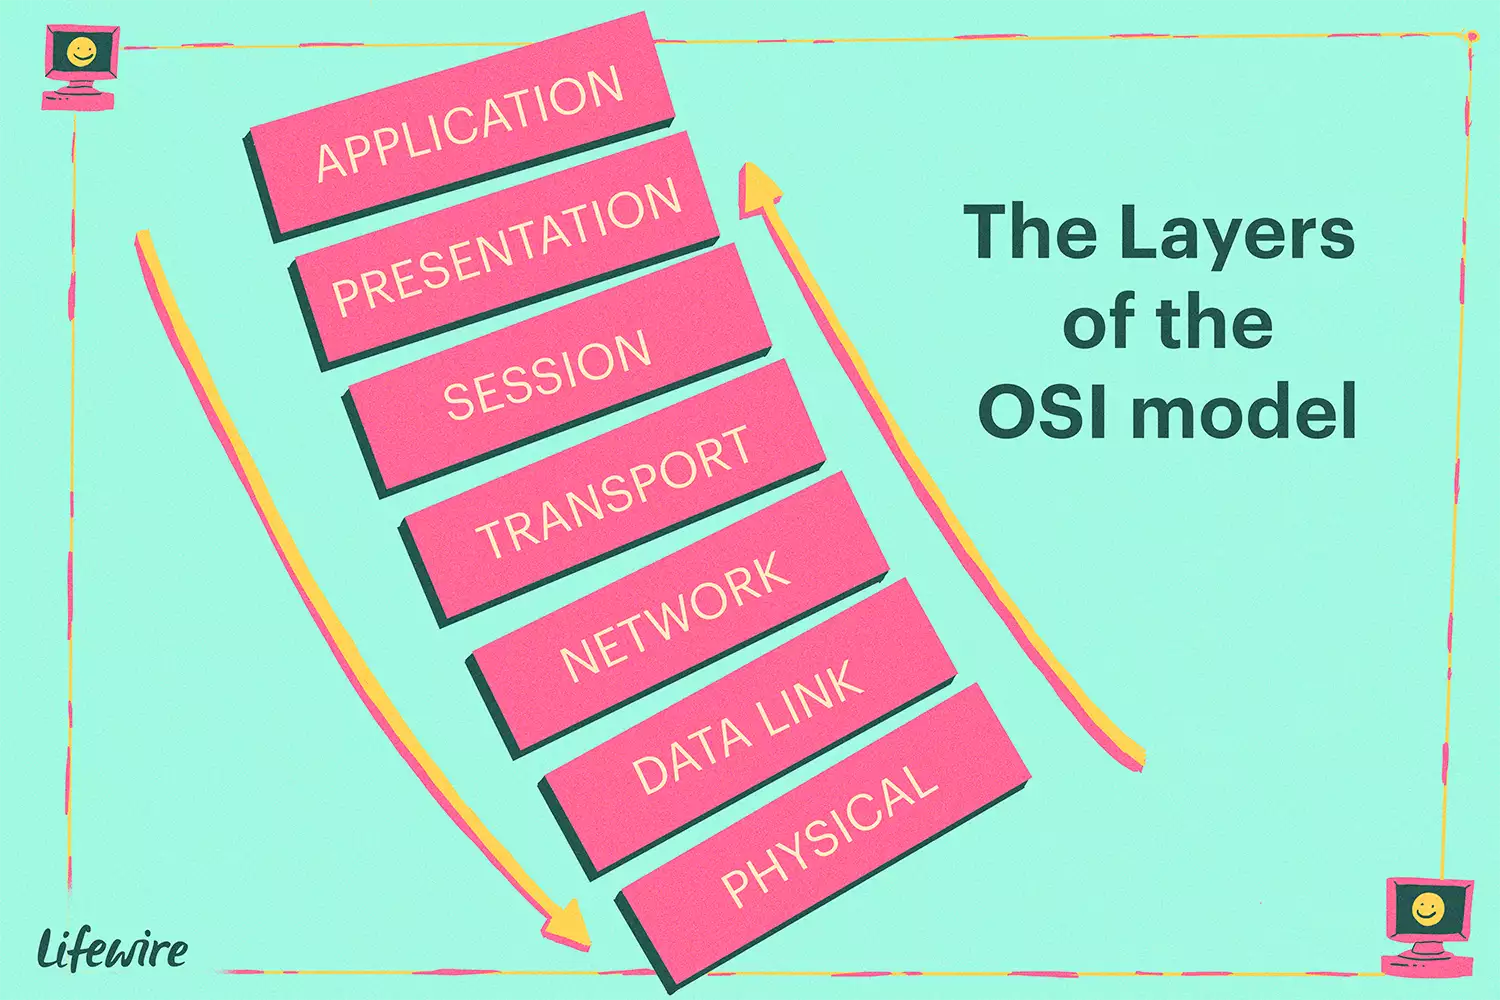 APPLICATION
PRESENTATION
SESSION
TRANSPORT
NETWORK
DATA LINK
PHYSICAL
The Layers
of the
OSI model
Lifewire